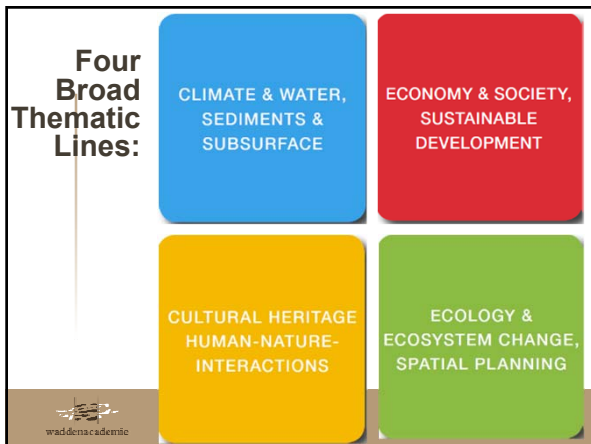 Four
Broad
Thematic
Lines:
CLIMATE & WATER,
SEDIMENTS &
SUBSURFACE
ECONOMY & SOCIETY,
SUSTAINABLE
DEVELOPMENT
CULTURAL HERITAGE
HUMAN-NATURE-
INTERACTIONS
ECOLOGY &
ECOSYSTEM CHANGE,
SPATIAL PLANNING
waddenacademie